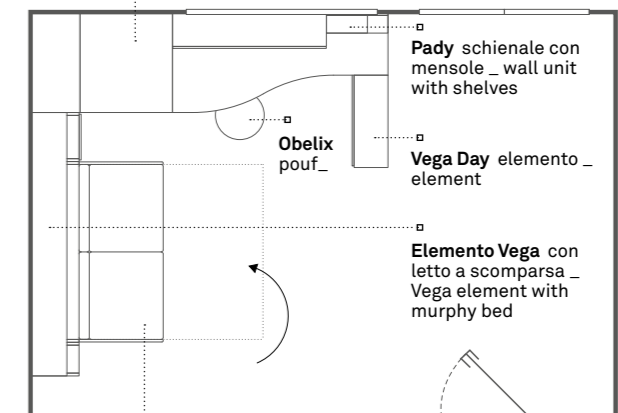 Pady schienale con
mensole _ wall unit
with shelves
Obelix
pouf_
Vega Day elemento _
element
Elemento Vega con
letto a scomparsa _
Vega element with
murphy bed